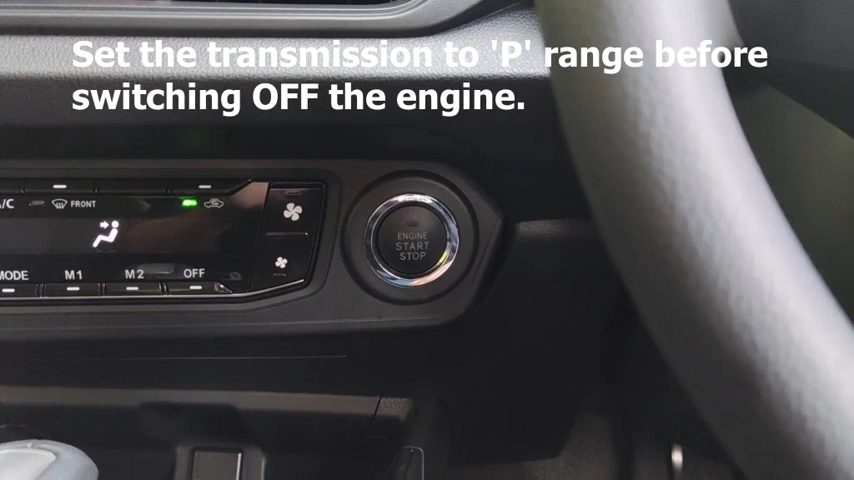 Set the transmission to 'P' range before
switching OFF the engine.
A/C
FRONT
ENGINE
START
STOP
MODE M1 M2 OFF